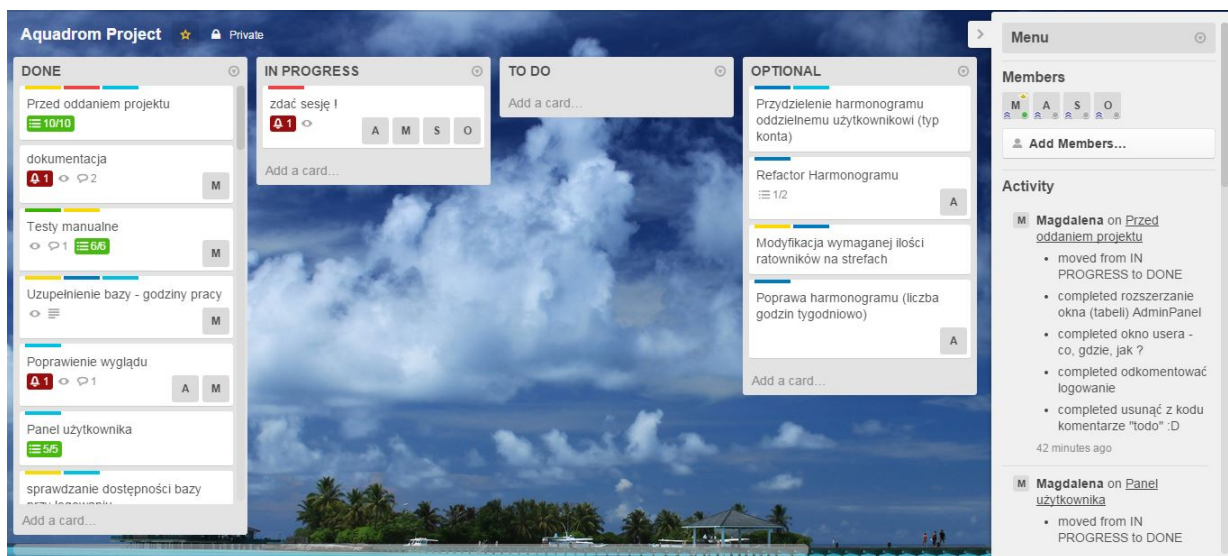 Aquadrom Project
Private
DONE
Przed oddaniem projektu
10/10
dokumentacja
1
2
M
Testy manualne
1
6/6
M
Uzupełnienie bazy - godziny pracy
M
Poprawienie wyglądu
1
1
A M
Panel użytkownika
5/5
sprawdzanie dostępności bazy
przy logowaniu
Add a card...
IN PROGRESS
zdać sesję !
1
A M S O
Add a card...
TO DO
Add a card...
OPTIONAL
Przydzielenie harmonogramu
oddzielnemu użytkownikowi (typ
konta)
Refactor Harmonogramu
1/2
A
Modyfikacja wymaganej ilości
ratowników na strefach
Poprawa harmonogramu (liczba
godzin tygodniowo)
A
Add a card...
Menu
Members
M A S O
Add Members...
Activity
M Magdalena on Przed
oddaniem projektu
• moved from IN
PROGRESS to DONE
• completed rozszerzanie
okna (tabeli) AdminPanel
• completed okno usera -
co, gdzie, jak ?
• completed odkomentować
logowanie
• completed usunąć z kodu
komentarze "todo" :D
42 minutes ago
M Magdalena on Panel
użytkownika
• moved from IN
PROGRESS to DONE